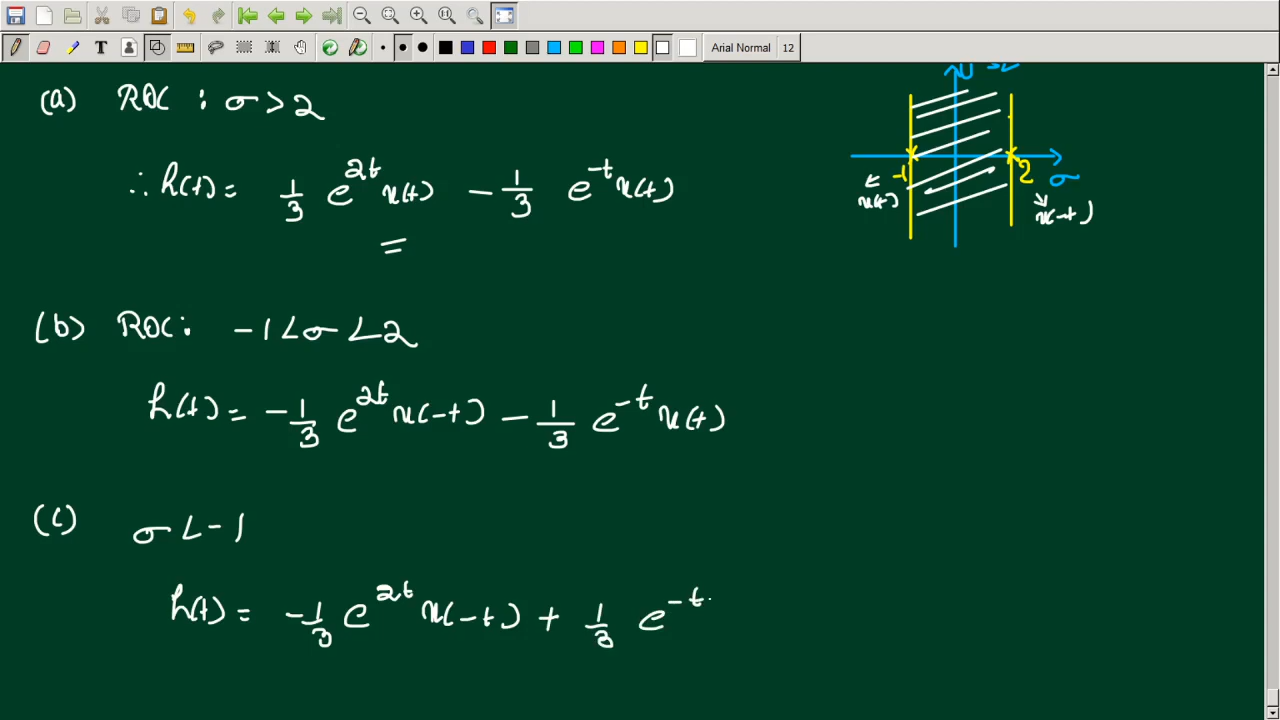 Arial Normal 12
(a) ROC : σ > 2
∴ h(t) = 1/3 e^{2t} u(t) - 1/3 e^{-t} u(t)
=
(b) ROC: -1 < σ < 2
h(t) = -1/3 e^{2t} u(-t) - 1/3 e^{-t} u(t)
(c) σ < -1
h(t) = -1/3 e^{2t} u(-t) + 1/3 e^{-t}
-1 2 σ
u(t) u(-t)